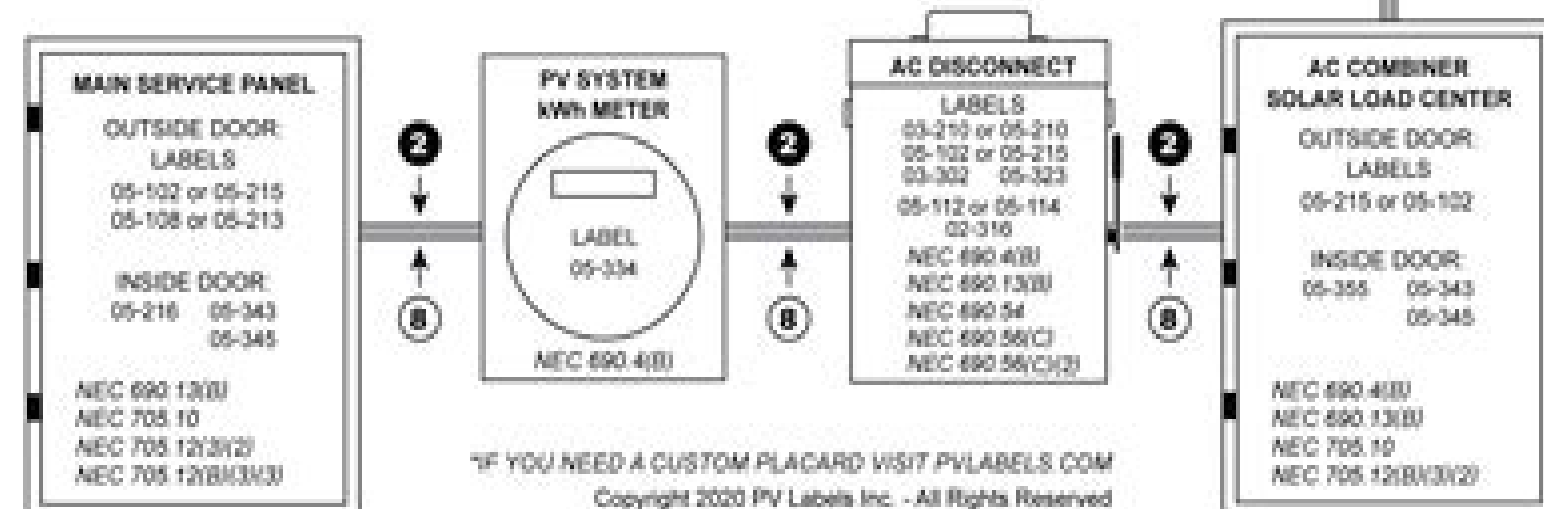 MAIN SERVICE PANEL
OUTSIDE DOOR:
LABELS
05-102 or 05-215
05-108 or 05-213
INSIDE DOOR:
05-216 05-343
05-345
NEC 690.13(B)
NEC 705.10
NEC 705.12(3)(2)
NEC 705.12(B)(3)(3)
2
8
PV SYSTEM
kWh METER
LABEL
05-334
NEC 690.4(B)
2
8
AC DISCONNECT
LABELS
03-210 or 05-210
05-102 or 05-215
03-302 05-323
05-112 or 05-114
02-316
NEC 690.4(B)
NEC 690.13(B)
NEC 690.54
NEC 690.56(C)
NEC 690.56(C)(2)
2
8
AC COMBINER
SOLAR LOAD CENTER
OUTSIDE DOOR:
LABELS
05-215 or 05-102
INSIDE DOOR:
05-355 05-343
05-345
NEC 690.4(B)
NEC 690.13(B)
NEC 705.10
NEC 705.12(B)(3)(2)
*IF YOU NEED A CUSTOM PLACARD VISIT PVLABELS.COM
Copyright 2020 PV Labels Inc. - All Rights Reserved